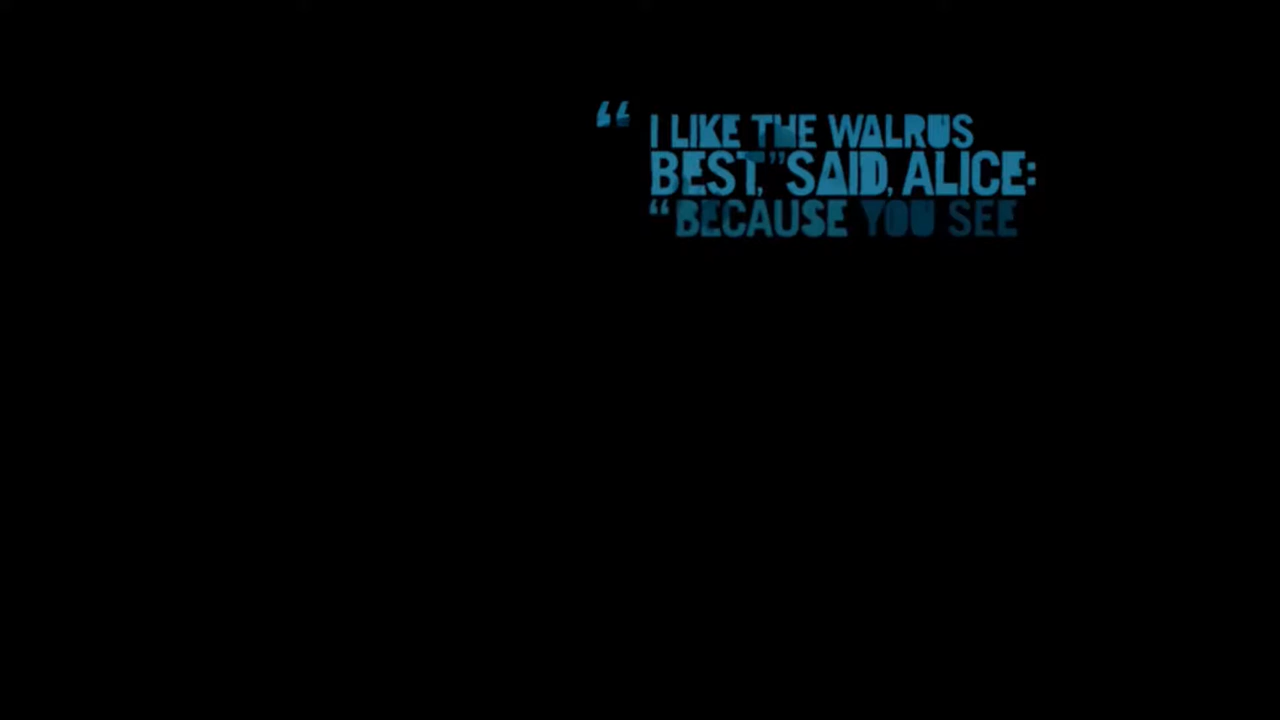 “ I LIKE THE WALRUS
BEST,” SAID, ALICE:
“BECAUSE YOU SEE